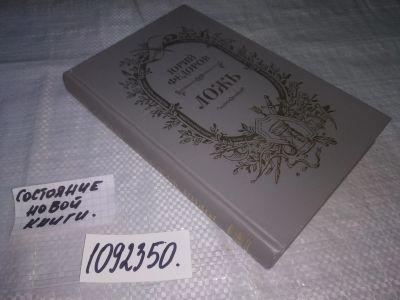 ЮРИЙ
ФЕДОРОВ
ЛОЖЬ
СОСТОЯНИЕ
НОВОЙ
КНИГИ.
1092350.